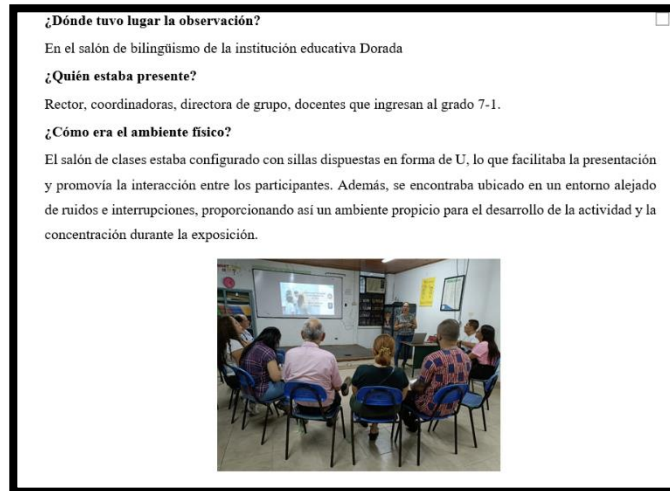 ¿Dónde tuvo lugar la observación?
En el salón de bilingüismo de la institución educativa Dorada
¿Quién estaba presente?
Rector, coordinadoras, directora de grupo, docentes que ingresan al grado 7-1.
¿Cómo era el ambiente físico?
El salón de clases estaba configurado con sillas dispuestas en forma de U, lo que facilitaba la presentación
y promovía la interacción entre los participantes. Además, se encontraba ubicado en un entorno alejado
de ruidos e interrupciones, proporcionando así un ambiente propicio para el desarrollo de la actividad y la
concentración durante la exposición.